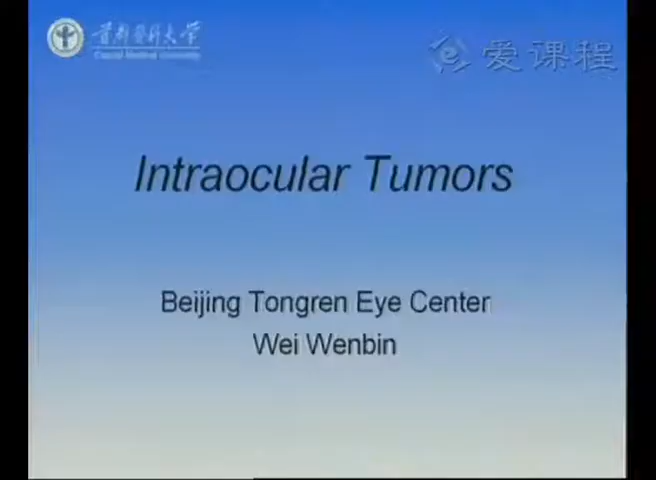 首都医科大学
Capital Medical University
爱课程
Intraocular Tumors
Beijing Tongren Eye Center
Wei Wenbin